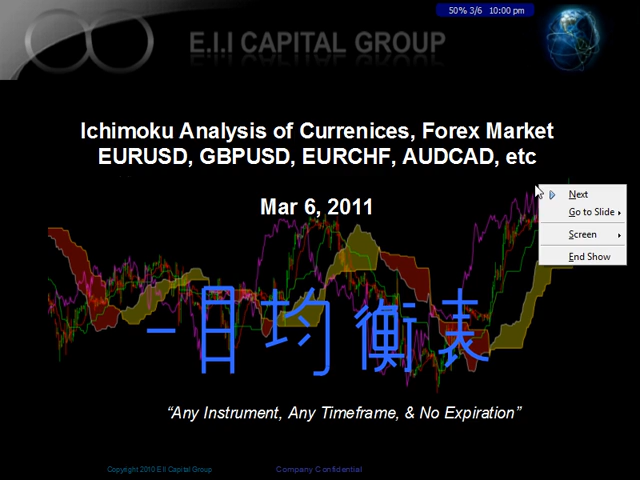 50% 3/6 10:00 pm
E.I.I CAPITAL GROUP
Ichimoku Analysis of Currenices, Forex Market
EURUSD, GBPUSD, EURCHF, AUDCAD, etc
Mar 6, 2011
Next
Go to Slide
Screen
End Show
一目均衡表
“Any Instrument, Any Timeframe, & No Expiration”
Copyright 2010 E.I.I Capital Group
Company Confidential